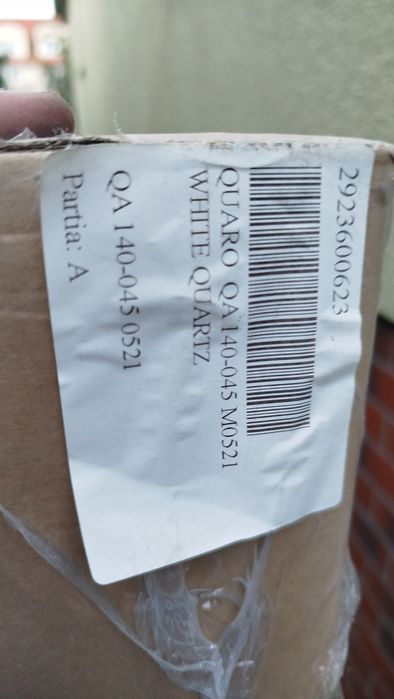 2923600623
QUARO QA 140-045 M0521
WHITE QUARTZ
QA 140-045 0521
Partia: A